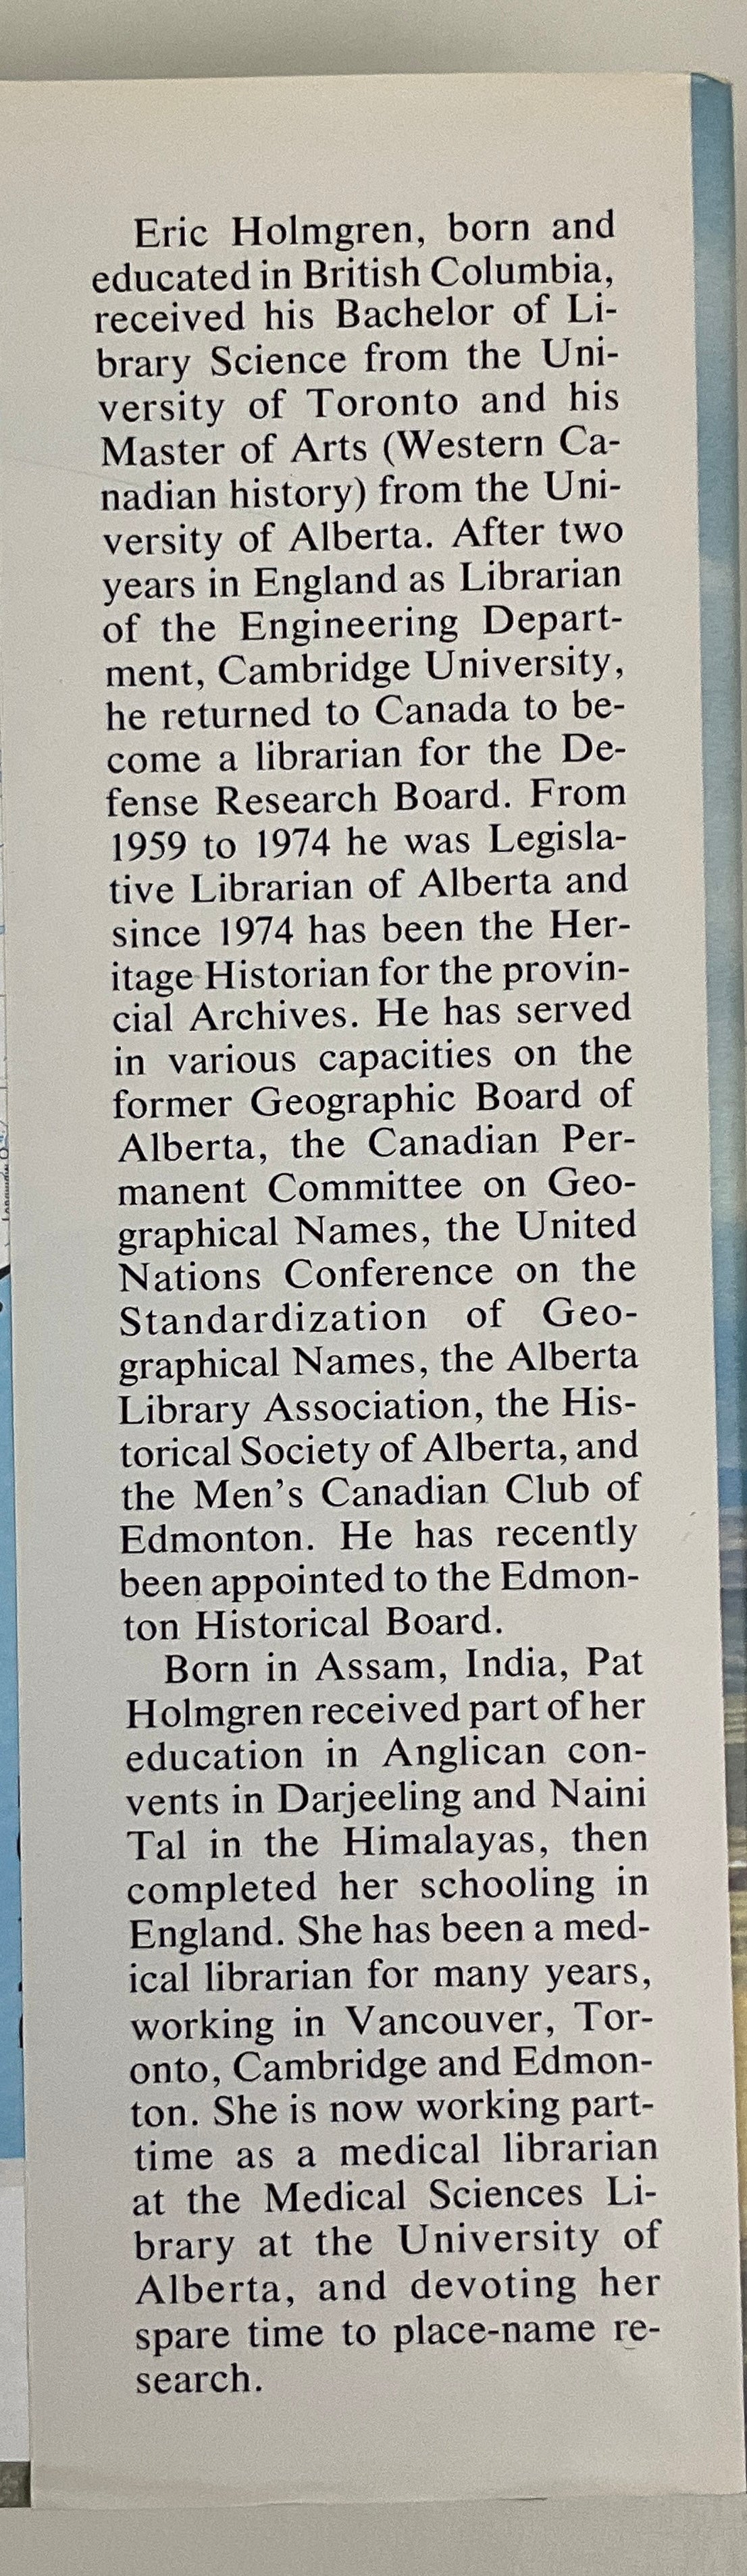 Eric Holmgren, born and
educated in British Columbia,
received his Bachelor of Li-
brary Science from the Uni-
versity of Toronto and his
Master of Arts (Western Ca-
nadian history) from the Uni-
versity of Alberta. After two
years in England as Librarian
of the Engineering Depart-
ment, Cambridge University,
he returned to Canada to be-
come a librarian for the De-
fense Research Board. From
1959 to 1974 he was Legisla-
tive Librarian of Alberta and
since 1974 has been the Her-
itage Historian for the provin-
cial Archives. He has served
in various capacities on the
former Geographic Board of
Alberta, the Canadian Per-
manent Committee on Geo-
graphical Names, the United
Nations Conference on the
Standardization of Geo-
graphical Names, the Alberta
Library Association, the His-
torical Society of Alberta, and
the Men's Canadian Club of
Edmonton. He has recently
been appointed to the Edmon-
ton Historical Board.
Born in Assam, India, Pat
Holmgren received part of her
education in Anglican con-
vents in Darjeeling and Naini
Tal in the Himalayas, then
completed her schooling in
England. She has been a med-
ical librarian for many years,
working in Vancouver, Tor-
onto, Cambridge and Edmon-
ton. She is now working part-
time as a medical librarian
at the Medical Sciences Li-
brary at the University of
Alberta, and devoting her
spare time to place-name re-
search.